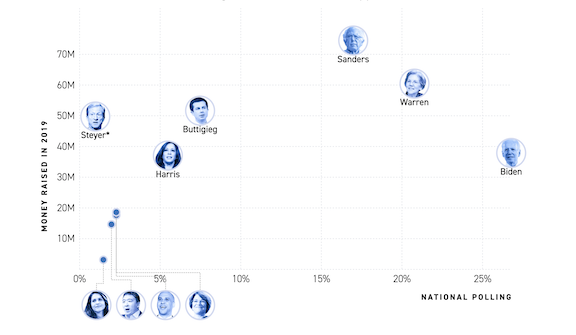 70M
Sanders
60M
Warren
50M
Steyer*
Buttigieg
40M
Harris
Biden
30M
20M
10M
0% 5% 10% 15% 20% 25%
MONEY RAISED IN 2019
NATIONAL POLLING